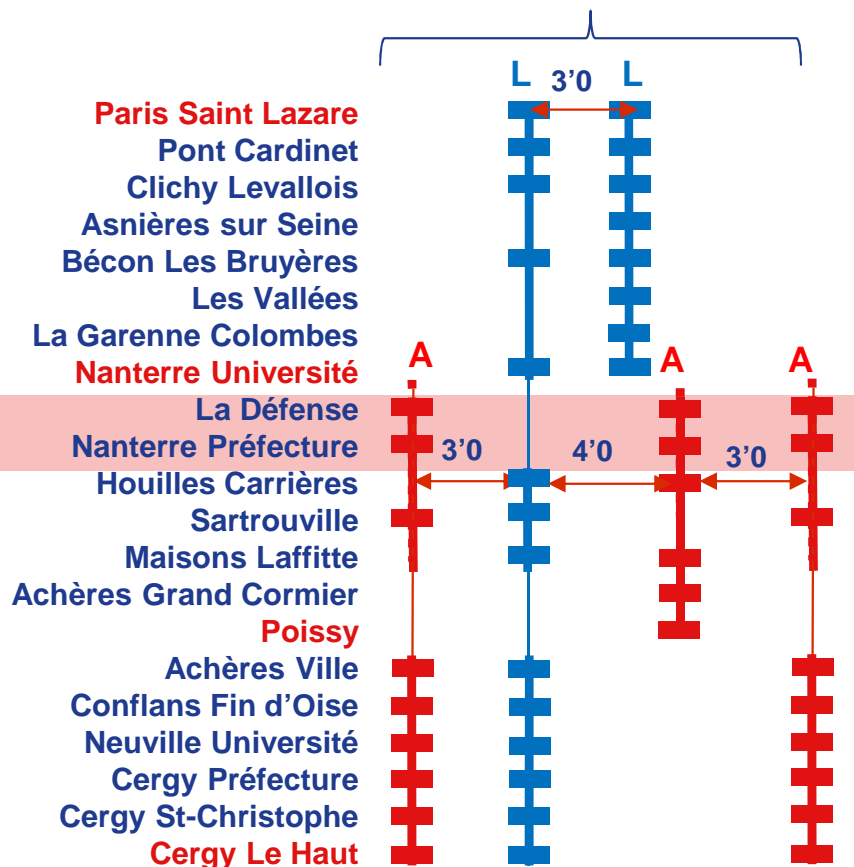 L 3’0 L
Paris Saint Lazare
Pont Cardinet
Clichy Levallois
Asnières sur Seine
Bécon Les Bruyères
Les Vallées
La Garenne Colombes
A A A
Nanterre Université
La Défense
Nanterre Préfecture
3’0 4’0 3’0
Houilles Carrières
Sartrouville
Maisons Laffitte
Achères Grand Cormier
Poissy
Achères Ville
Conflans Fin d’Oise
Neuville Université
Cergy Préfecture
Cergy St-Christophe
Cergy Le Haut